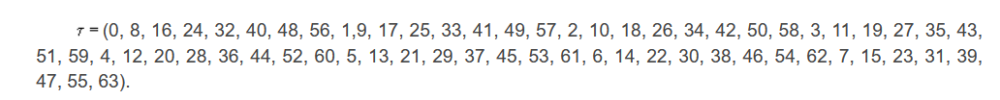 τ = (0, 8, 16, 24, 32, 40, 48, 56, 1,9, 17, 25, 33, 41, 49, 57, 2, 10, 18, 26, 34, 42, 50, 58, 3, 11, 19, 27, 35, 43,
51, 59, 4, 12, 20, 28, 36, 44, 52, 60, 5, 13, 21, 29, 37, 45, 53, 61, 6, 14, 22, 30, 38, 46, 54, 62, 7, 15, 23, 31, 39,
47, 55, 63).